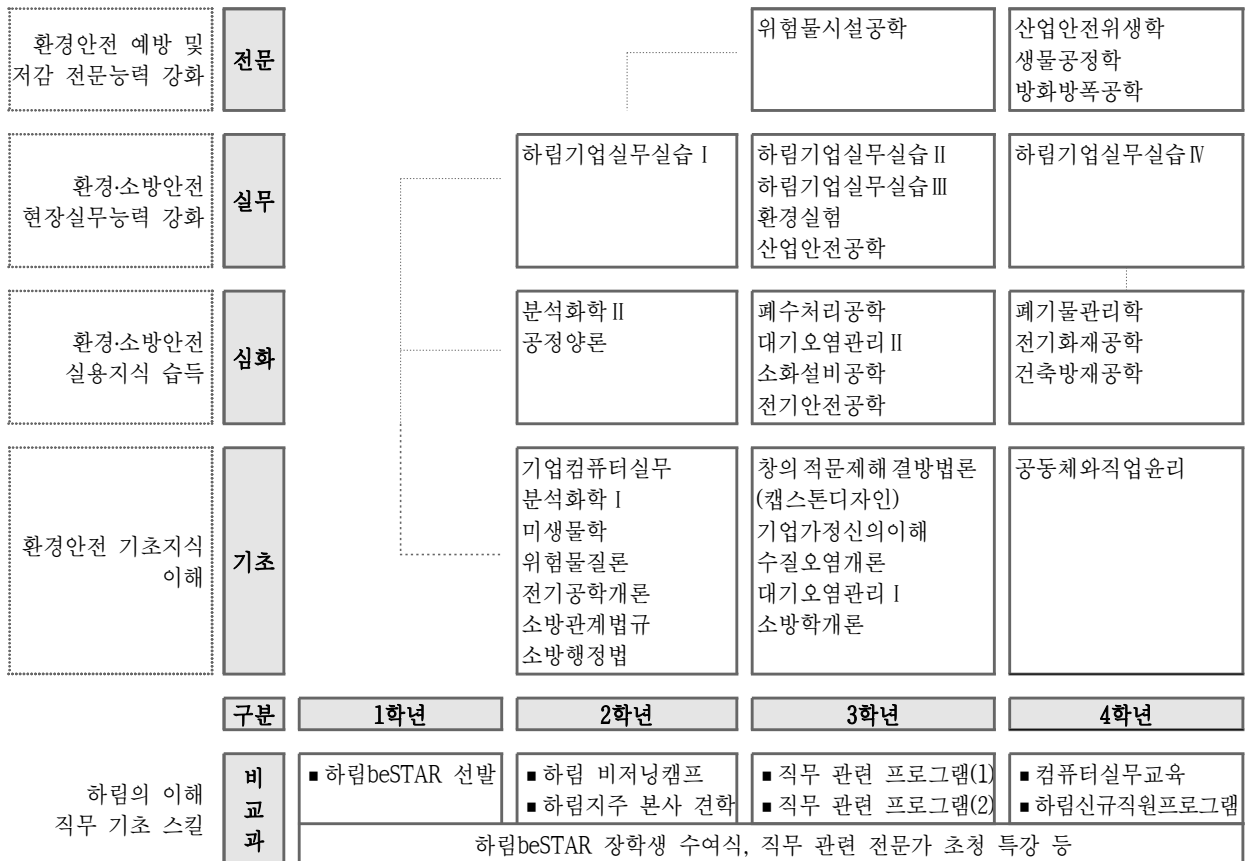 환경안전 예방 및
저감 전문능력 강화
전문
위험물시설공학
산업안전위생학
생물공정학
방화방폭공학
환경·소방안전
현장실무능력 강화
실무
하림기업실무실습Ⅰ
하림기업실무실습Ⅱ
하림기업실무실습Ⅲ
환경실험
산업안전공학
하림기업실무실습Ⅳ
환경·소방안전
실용지식 습득
심화
분석화학Ⅱ
공정양론
폐수처리공학
대기오염관리Ⅱ
소화설비공학
전기안전공학
폐기물관리학
전기화재공학
건축방재공학
환경안전 기초지식
이해
기초
기업컴퓨터실무
분석화학Ⅰ
미생물학
위험물질론
전기공학개론
소방관계법규
소방행정법
창의적문제해결방법론
(캡스톤디자인)
기업가정신의이해
수질오염개론
대기오염관리Ⅰ
소방학개론
공동체와직업윤리
구분
1학년
2학년
3학년
4학년
하림의 이해
직무 기초 스킬
비
교
과
▪하림beSTAR 선발
▪하림 비저닝캠프
▪하림지주 본사 견학
▪직무 관련 프로그램(1)
▪직무 관련 프로그램(2)
▪컴퓨터실무교육
▪하림신규직원프로그램
하림beSTAR 장학생 수여식, 직무 관련 전문가 초청 특강 등